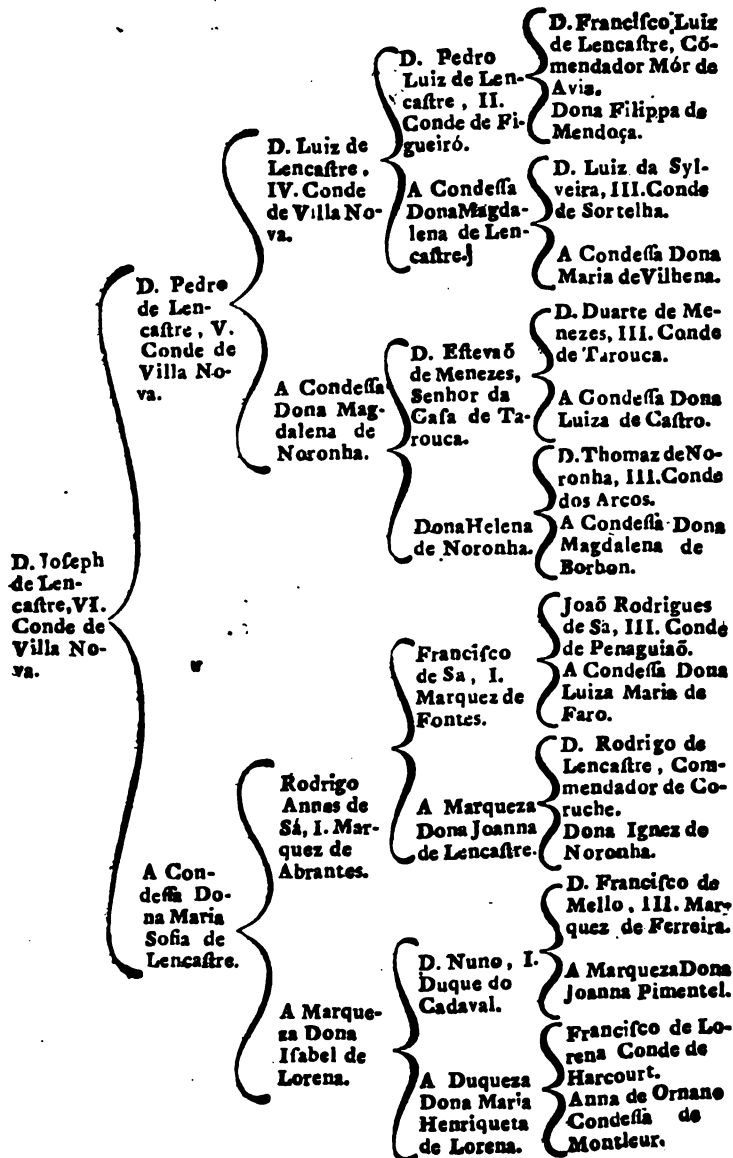 D. Joseph
de Len-
caſtre, VI.
Conde de
Villa No-
va.
D. Pedro
de Len-
caſtre, V.
Conde de
Villa No-
va.
A Con-
deſſa Do-
na Maria
Sofia de
Lencaſtre.
D. Luiz de
Lencaſtre,
IV. Conde
de Villa No-
va.
A Condeſſa
Dona Mag-
dalena de
Noronha.
Rodrigo
Annes de
Sá, I. Mar-
quez de
Abrantes.
A Marque-
za Dona
Iſabel de
Lorena.
D. Pedro
Luiz de Len-
caſtre, II.
Conde de Fi-
gueiró.
A Condeſſa
Dona Magda-
lena de Len-
caſtre.
D. Eſtevaõ
de Menezes,
Senhor da
Caſa de Ta-
rouca.
Dona Helena
de Noronha.
Franciſco
de Sa, I.
Marquez de
Fontes.
A Marqueza
Dona Joanna
de Lencaſtre.
D. Nuno, I.
Duque do
Cadaval.
A Duqueza
Dona Maria
Henriqueta
de Lorena.
D. Franciſco Luiz
de Lencaſtre, Cõ-
mendador Mór de
Avis.
Dona Filippa de
Mendoça.
D. Luiz da Syl-
veira, III. Conde
de Sortelha.
A Condeſſa Dona
Maria de Vilhena.
D. Duarte de Me-
nezes, III. Conde
de Tarouca.
A Condeſſa Dona
Luiza de Caſtro.
D. Thomaz de No-
ronha, III. Conde
dos Arcos.
A Condeſſa Dona
Magdalena de
Borbon.
Joaõ Rodrigues
de Sa, III. Conde
de Penaguiaõ.
A Condeſſa Dona
Luiza Maria de
Faro.
D. Rodrigo de
Lencaſtre, Com-
mendador de Co-
ruche.
Dona Ignez de
Noronha.
D. Franciſco de
Mello, III. Mar-
quez de Ferreira.
A Marqueza Dona
Joanna Pimentel.
Franciſco de Lo-
rena Conde de
Harcourt.
Anna de Ornano
Condeſſa de
Montleur.